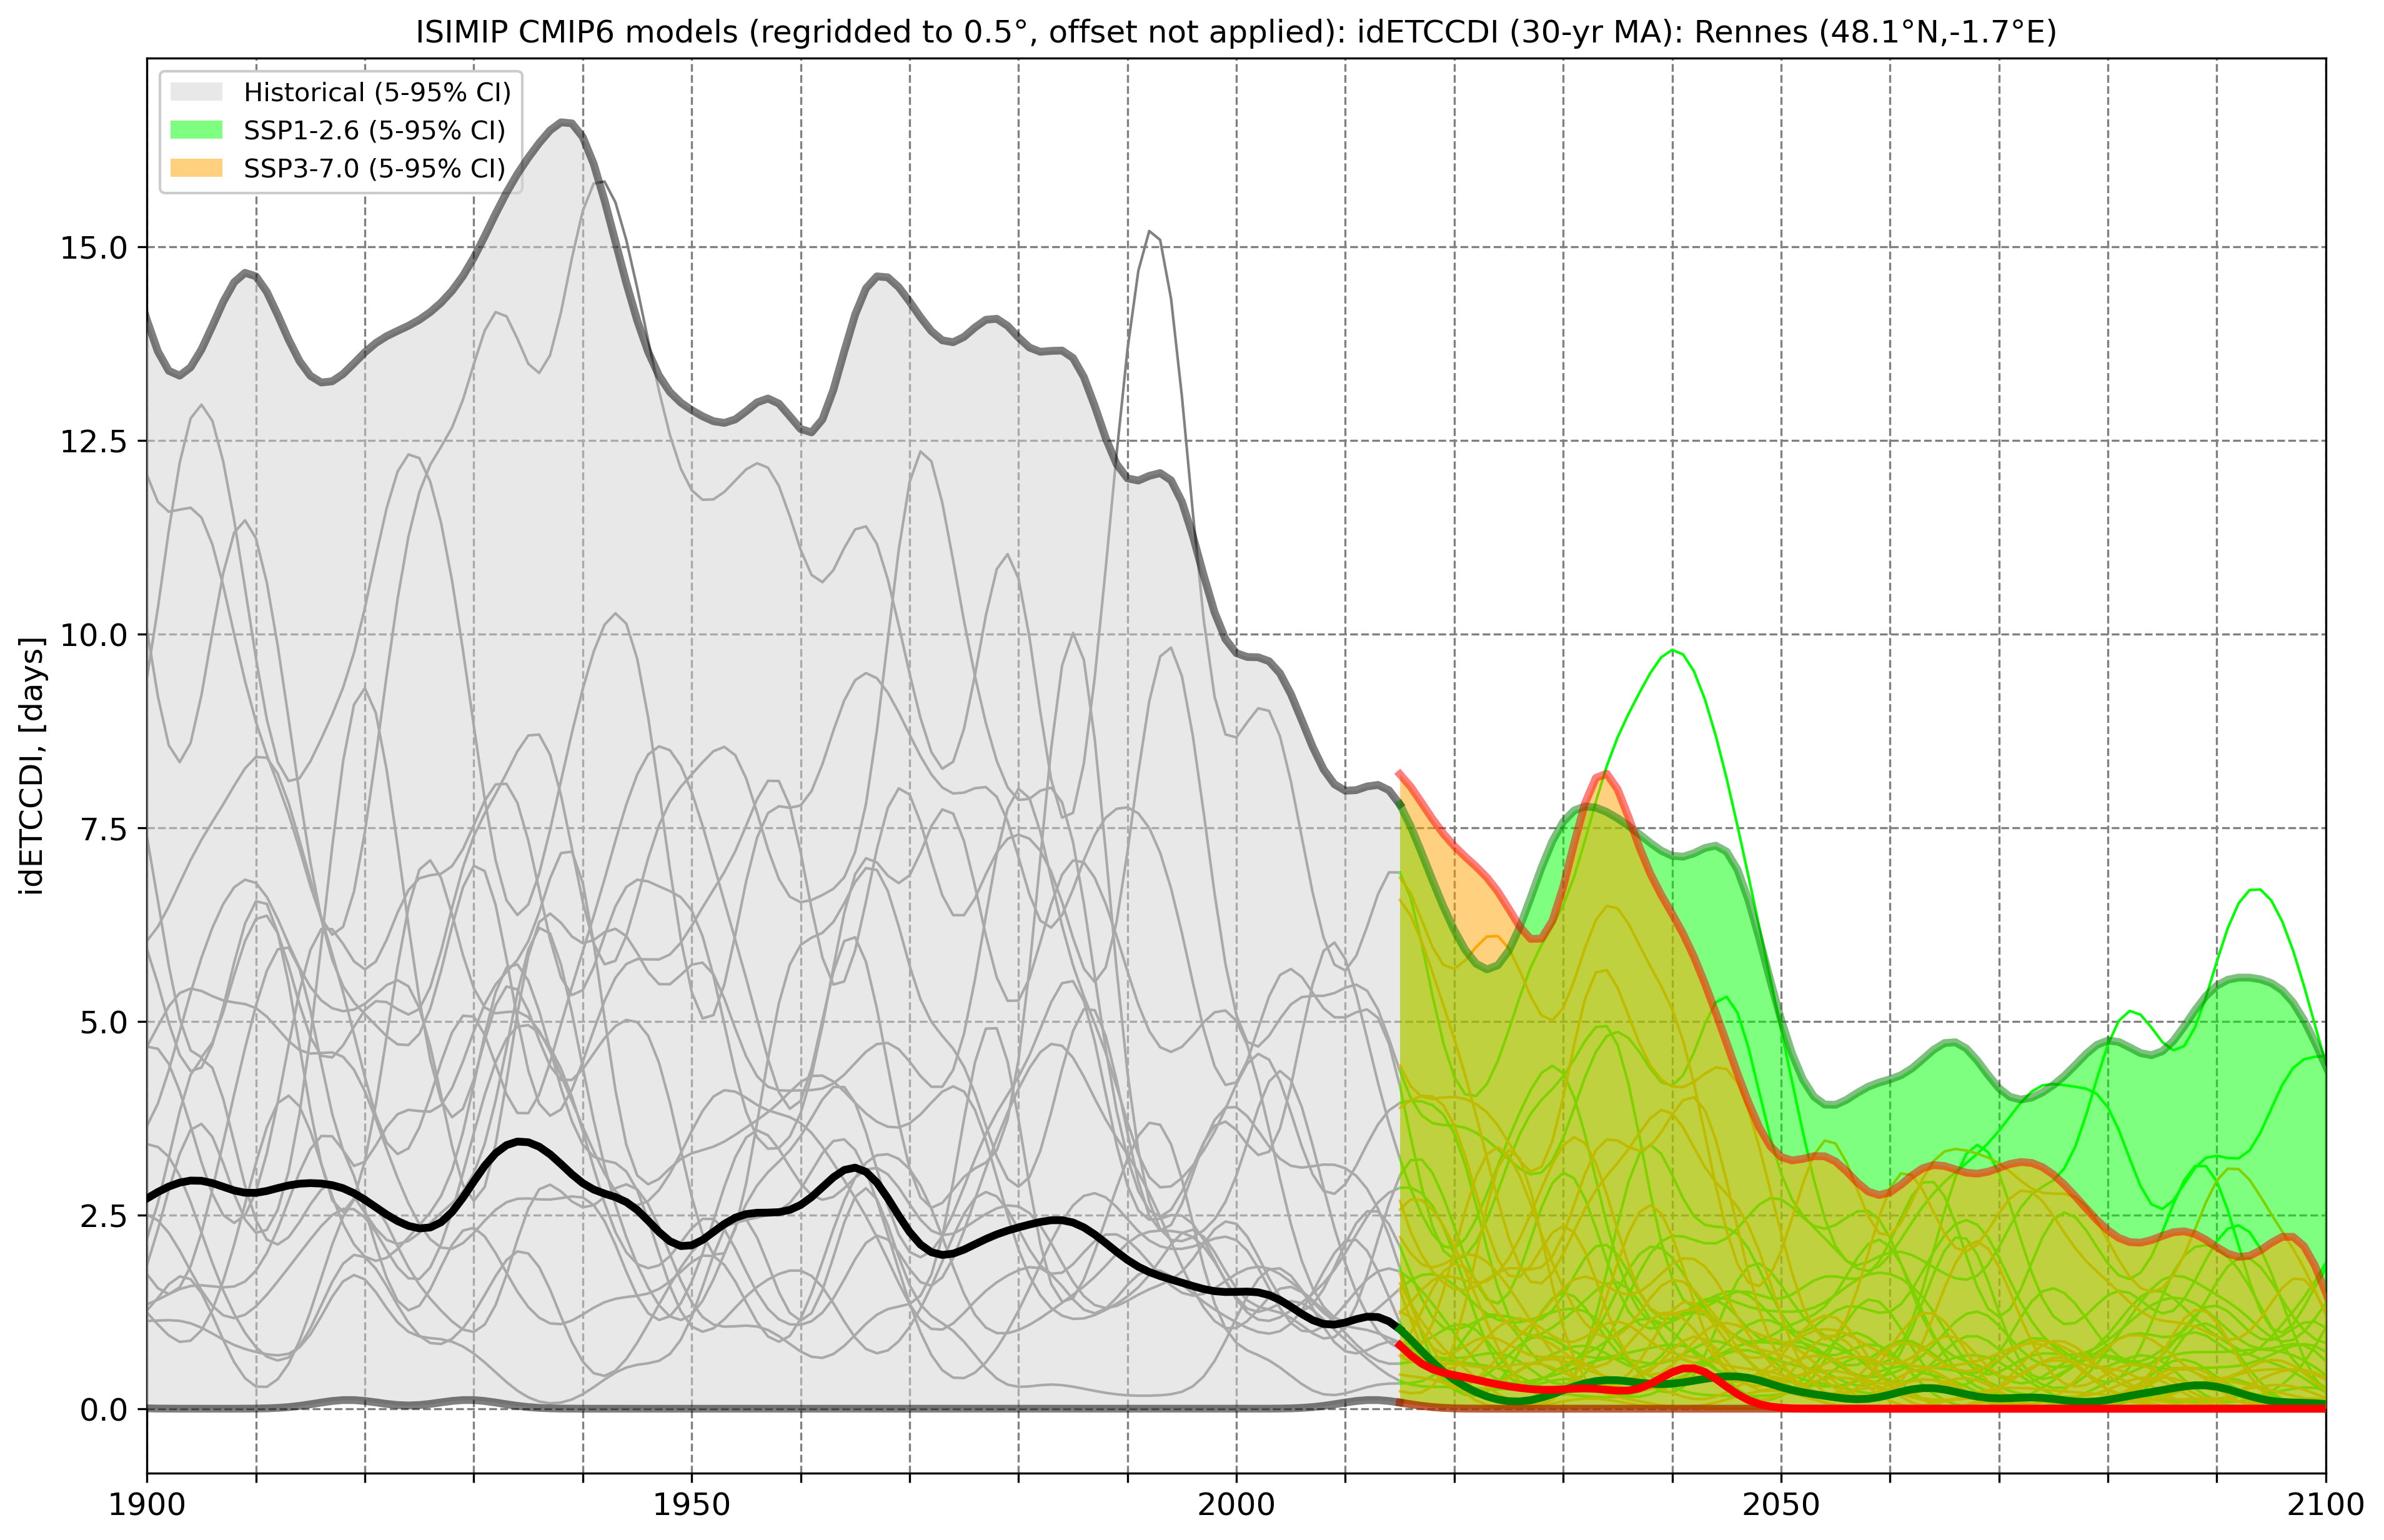 ISIMIP CMIP6 models (regridded to 0.5°, offset not applied): idETCCDI (30-yr MA): Rennes (48.1°N,-1.7°E)
Historical (5-95% CI)
SSP1-2.6 (5-95% CI)
SSP3-7.0 (5-95% CI)
idETCCDI, [days]
15.0
12.5
10.0
7.5
5.0
2.5
0.0
1900 1950 2000 2050 2100